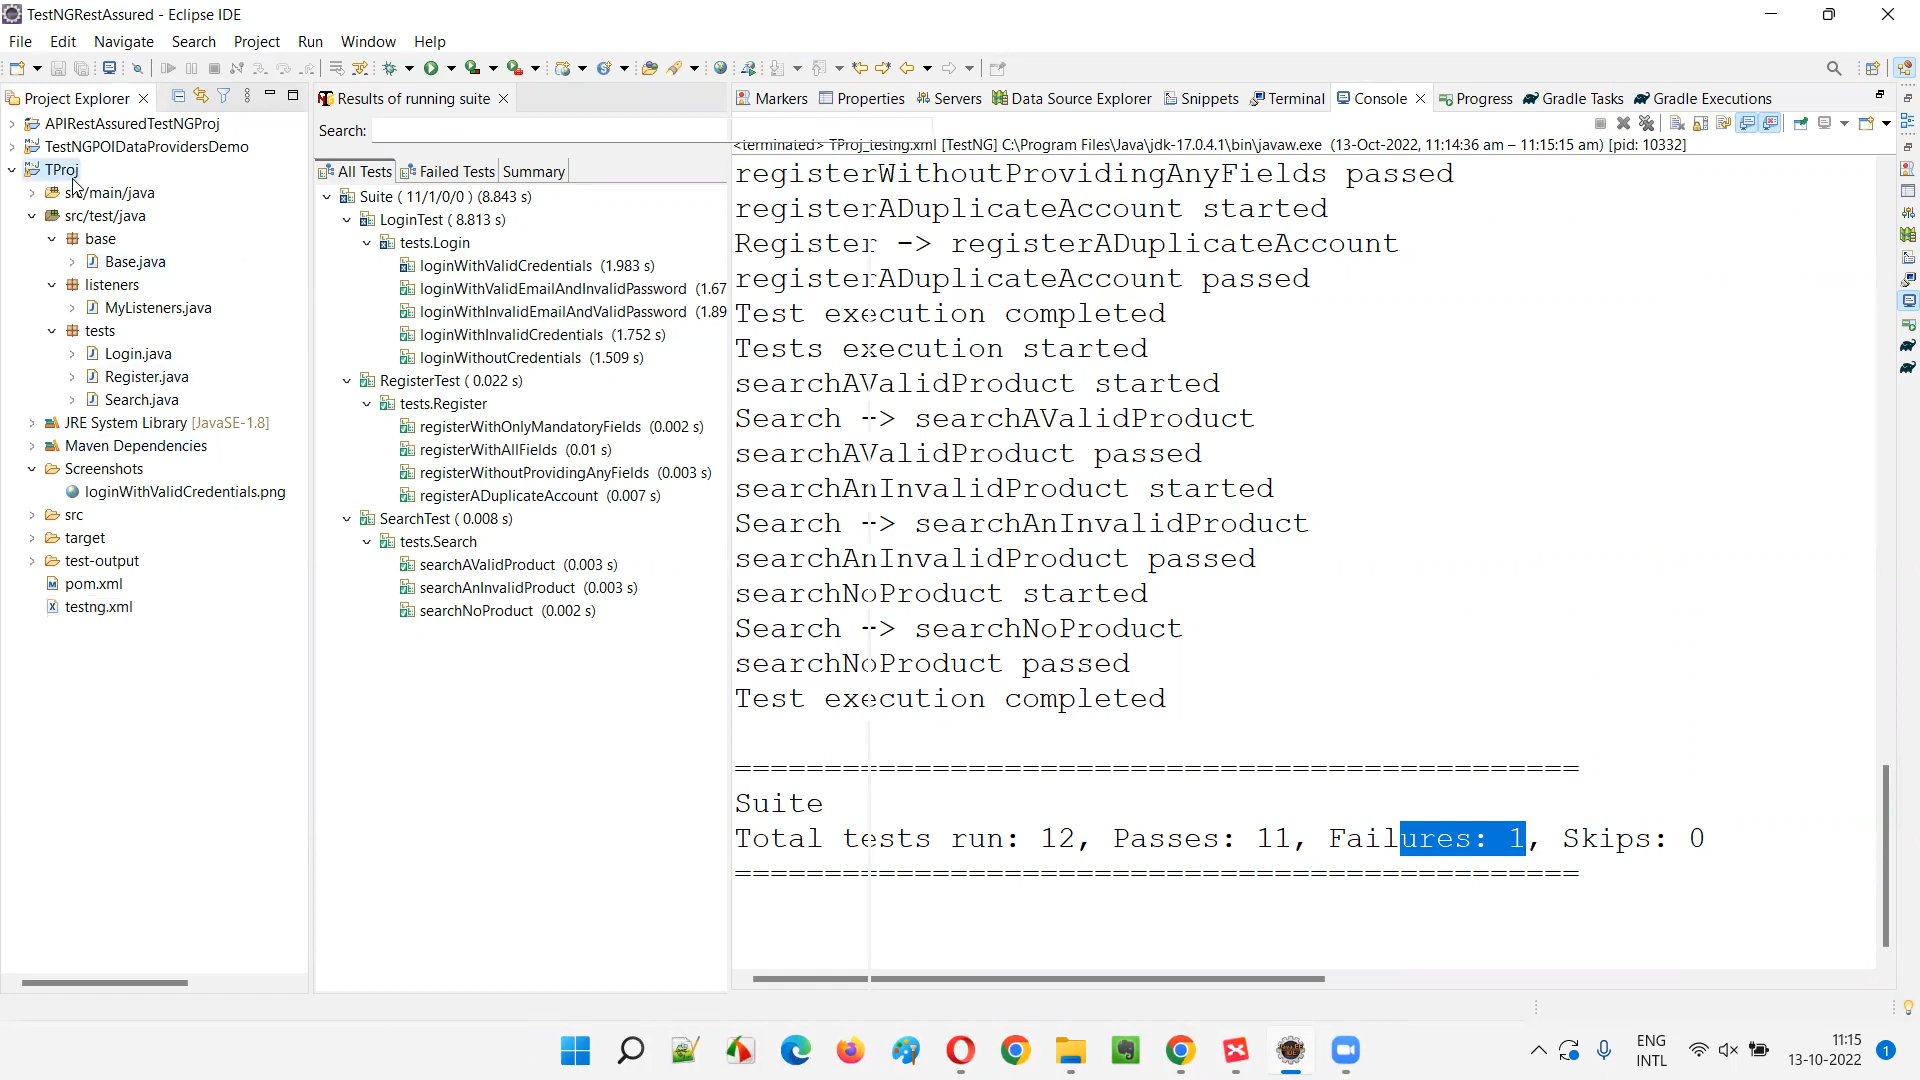 TestNGRestAssured - Eclipse IDE
File Edit Navigate Search Project Run Window Help
Project Explorer
APIRestAssuredTestNGProj
TestNGPOIDataProvidersDemo
TProj
src/main/java
src/test/java
base
Base.java
listeners
MyListeners.java
tests
Login.java
Register.java
Search.java
JRE System Library [JavaSE-1.8]
Maven Dependencies
Screenshots
loginWithValidCredentials.png
src
target
test-output
pom.xml
testng.xml
Results of running suite
Search:
All Tests Failed Tests Summary
Suite ( 11/1/0/0 ) (8.843 s)
LoginTest ( 8.813 s)
tests.Login
loginWithValidCredentials (1.983 s)
loginWithValidEmailAndInvalidPassword (1.67
loginWithInvalidEmailAndValidPassword (1.89
loginWithInvalidCredentials (1.752 s)
loginWithoutCredentials (1.509 s)
RegisterTest ( 0.022 s)
tests.Register
registerWithOnlyMandatoryFields (0.002 s)
registerWithAllFields (0.01 s)
registerWithoutProvidingAnyFields (0.003 s)
registerADuplicateAccount (0.007 s)
SearchTest ( 0.008 s)
tests.Search
searchAValidProduct (0.003 s)
searchAnInvalidProduct (0.003 s)
searchNoProduct (0.002 s)
Markers Properties Servers Data Source Explorer Snippets Terminal Console Progress Gradle Tasks Gradle Executions
<terminated> TProj_testng.xml [TestNG] C:\Program Files\Java\jdk-17.0.4.1\bin\javaw.exe (13-Oct-2022, 11:14:36 am – 11:15:15 am) [pid: 10332]
registerWithoutProvidingAnyFields passed
registerADuplicateAccount started
Register -> registerADuplicateAccount
registerADuplicateAccount passed
Test execution completed
Tests execution started
searchAValidProduct started
Search -> searchAValidProduct
searchAValidProduct passed
searchAnInvalidProduct started
Search -> searchAnInvalidProduct
searchAnInvalidProduct passed
searchNoProduct started
Search -> searchNoProduct
searchNoProduct passed
Test execution completed
===============================================
Suite
Total tests run: 12, Passes: 11, Failures: 1, Skips: 0
===============================================
ENG
INTL
11:15
13-10-2022
1